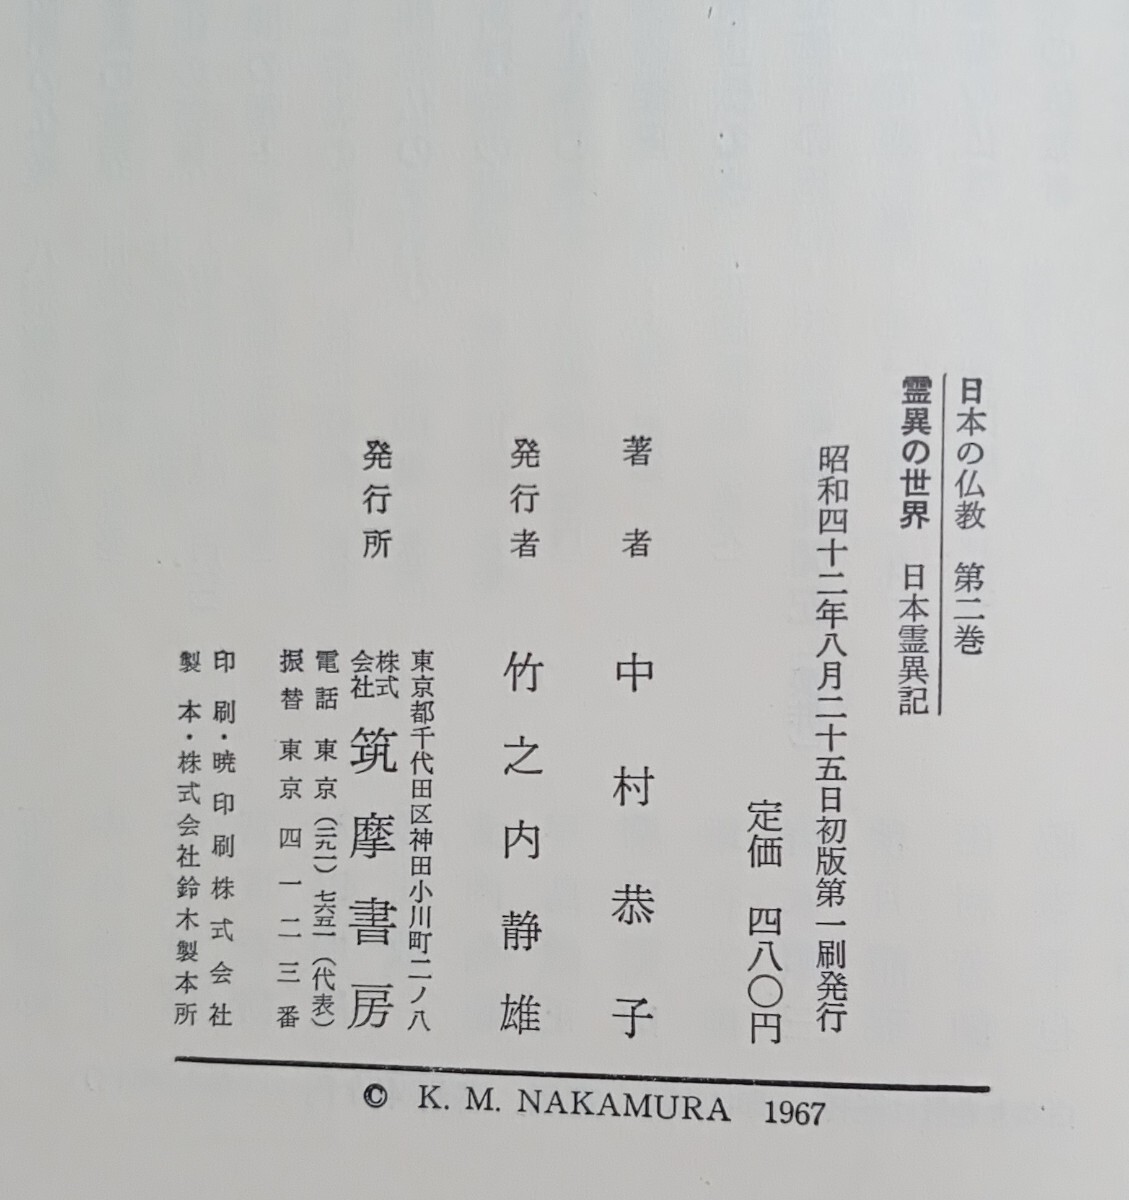 日本の仏教　第二巻
霊異の世界　日本霊異記
昭和四十二年八月二十五日初版第一刷発行
定価　四八〇円
著者　中村恭子
発行者　竹之内静雄
発行所
東京都千代田区神田小川町二ノ八
株式会社　筑摩書房
電話　東京（二九一）七六五一（代表）
振替　東京四一二三番
印刷・暁印刷株式会社
製本・株式会社鈴木製本所
© K. M. NAKAMURA 1967